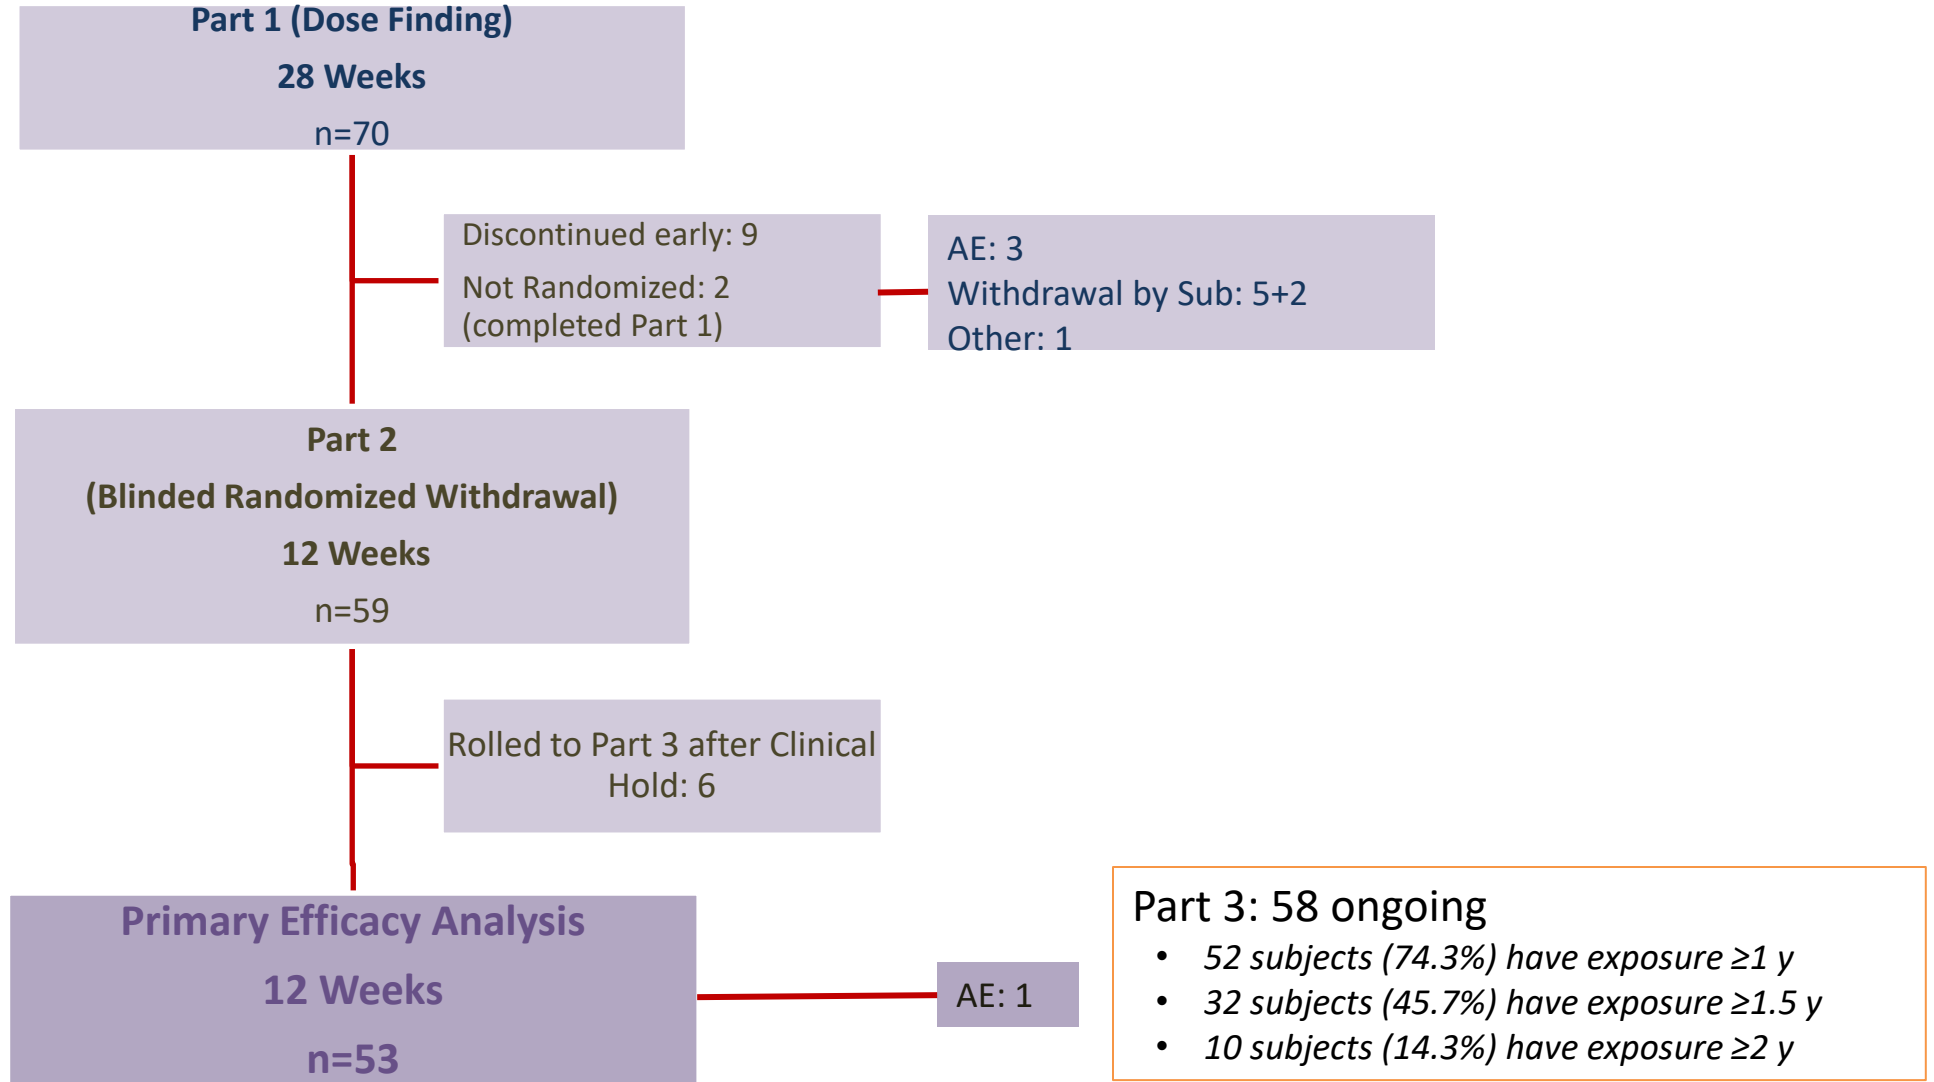 Part 1 (Dose Finding)
28 Weeks
n=70
Discontinued early: 9
Not Randomized: 2
(completed Part 1)
AE: 3
Withdrawal by Sub: 5+2
Other: 1
Part 2
(Blinded Randomized Withdrawal)
12 Weeks
n=59
Rolled to Part 3 after Clinical
Hold: 6
Primary Efficacy Analysis
12 Weeks
n=53
AE: 1
Part 3: 58 ongoing
• 52 subjects (74.3%) have exposure ≥1 y
• 32 subjects (45.7%) have exposure ≥1.5 y
• 10 subjects (14.3%) have exposure ≥2 y